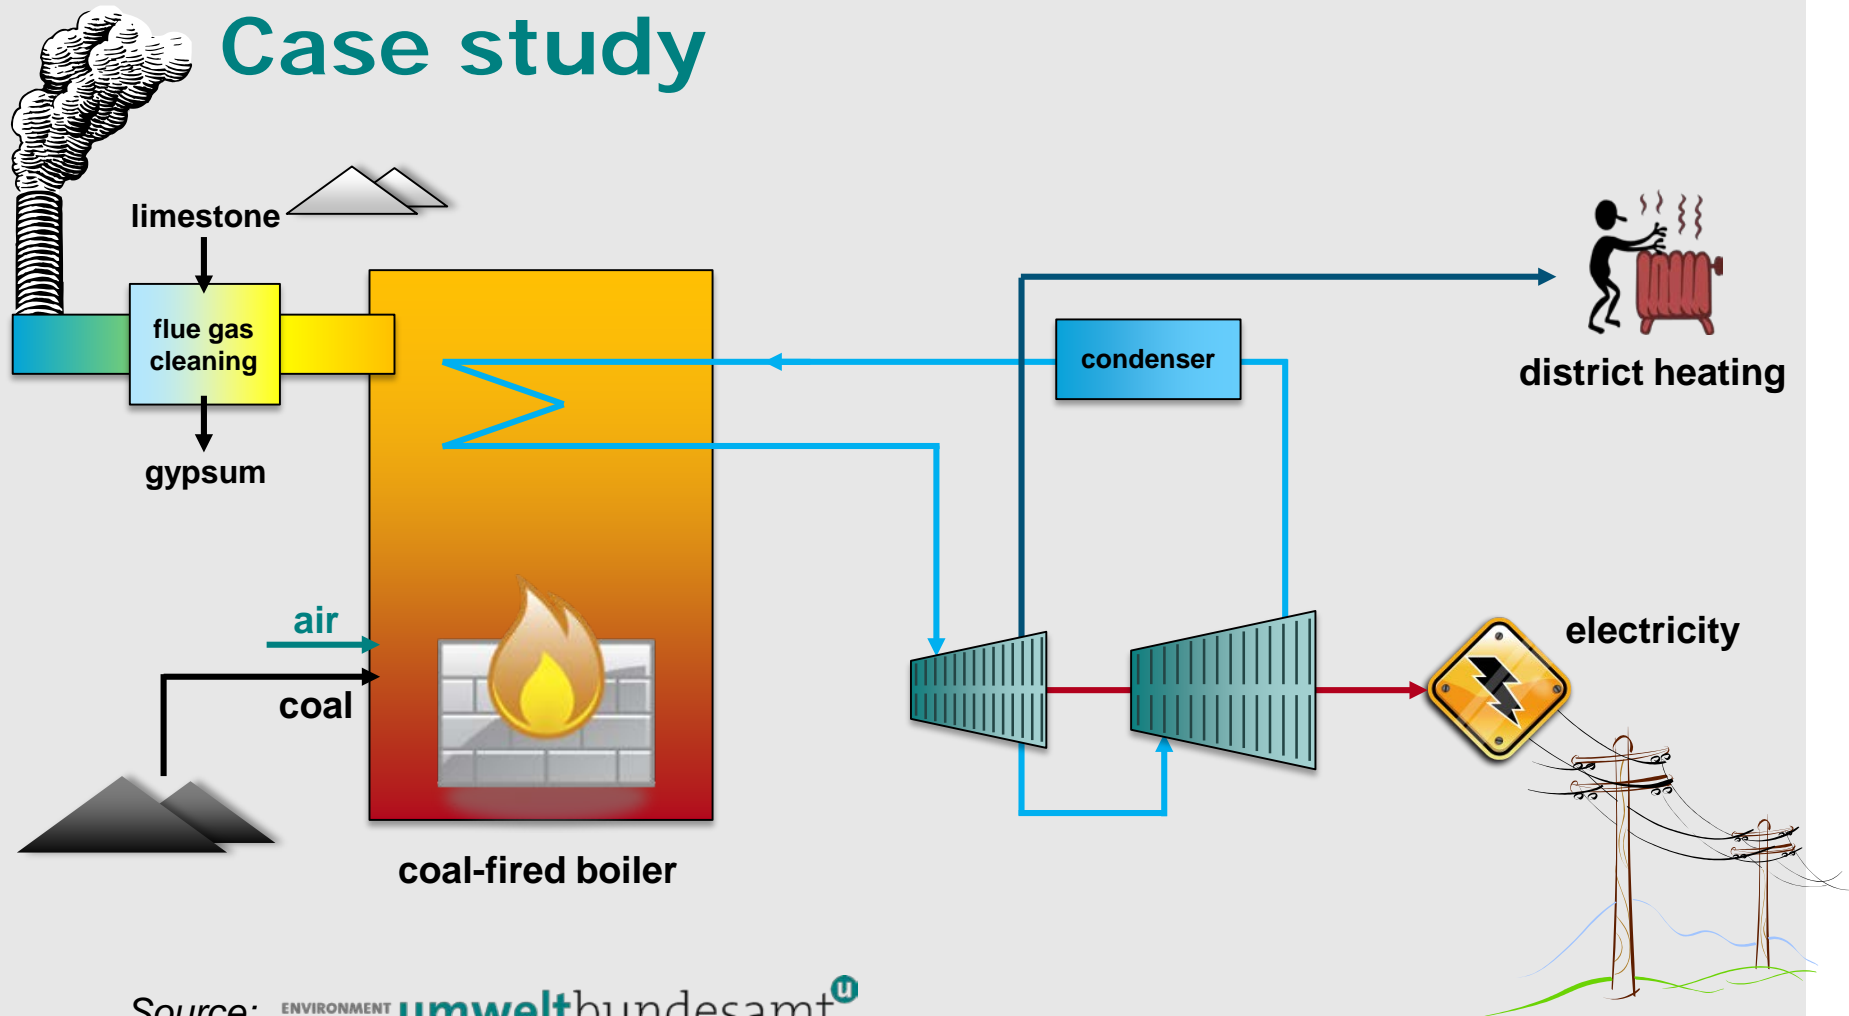 Case study
limestone
flue gas
cleaning
gypsum
condenser
district heating
air
coal
electricity
coal-fired boiler
Source: ENVIRONMENT umweltbundesamt u